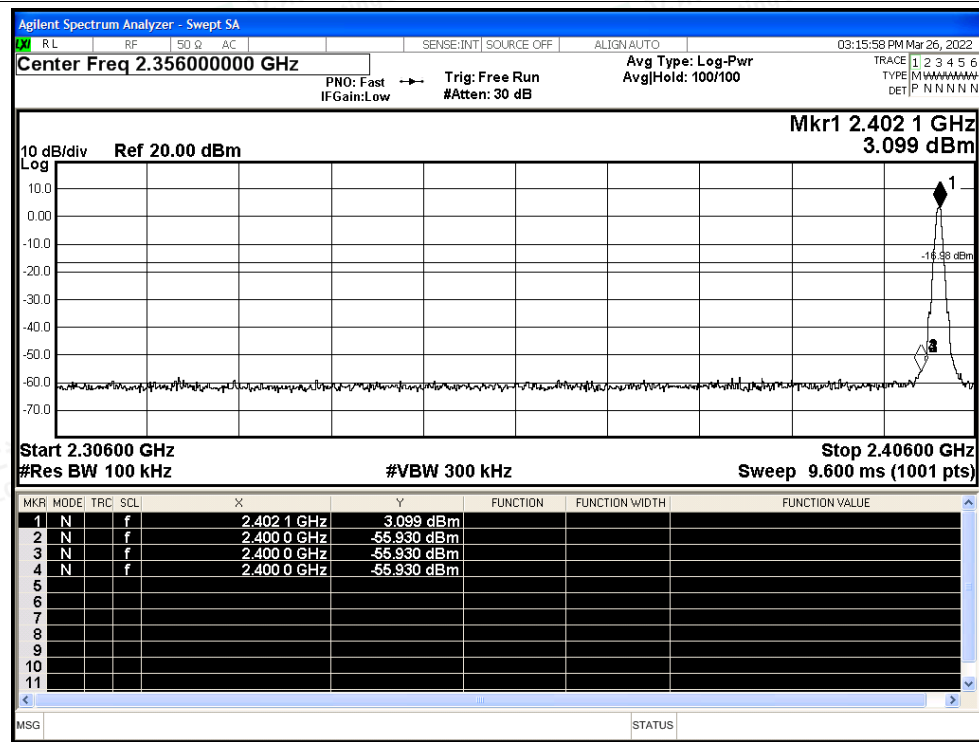 Agilent Spectrum Analyzer - Swept SA
LXI RL RF 50 Ω AC SENSE:INT SOURCE OFF ALIGN AUTO 03:15:58 PM Mar 26, 2022
Center Freq 2.356000000 GHz
PNO: Fast Trig: Free Run Avg Type: Log-Pwr TRACE 1 2 3 4 5 6
IFGain:Low #Atten: 30 dB Avg|Hold: 100/100 TYPE M
DET P N N N N N
Mkr1 2.402 1 GHz
3.099 dBm
10 dB/div Ref 20.00 dBm
Log
1
10.0
0.00
-10.0
-16.98 dBm
-20.0
-30.0
-40.0
-50.0
-60.0
-70.0
Start 2.30600 GHz Stop 2.40600 GHz
#Res BW 100 kHz #VBW 300 kHz Sweep 9.600 ms (1001 pts)
MKR MODE TRC SCL X Y FUNCTION FUNCTION WIDTH FUNCTION VALUE
1 N f 2.402 1 GHz 3.099 dBm
2 N f 2.400 0 GHz -55.930 dBm
3 N f 2.400 0 GHz -55.930 dBm
4 N f 2.400 0 GHz -55.930 dBm
5
6
7
8
9
10
11
MSG STATUS